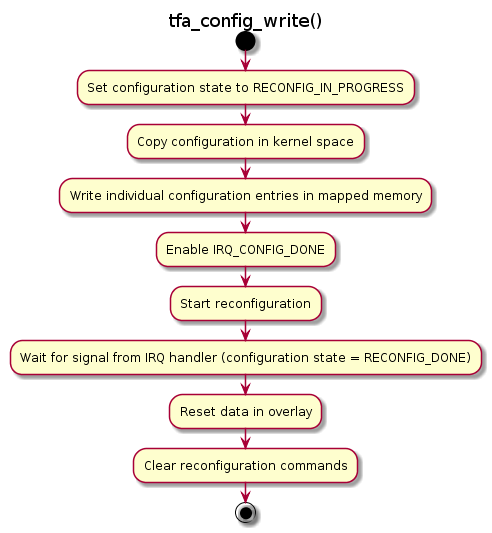 tfa_config_write()
Set configuration state to RECONFIG_IN_PROGRESS
Copy configuration in kernel space
Write individual configuration entries in mapped memory
Enable IRQ_CONFIG_DONE
Start reconfiguration
Wait for signal from IRQ handler (configuration state = RECONFIG_DONE)
Reset data in overlay
Clear reconfiguration commands